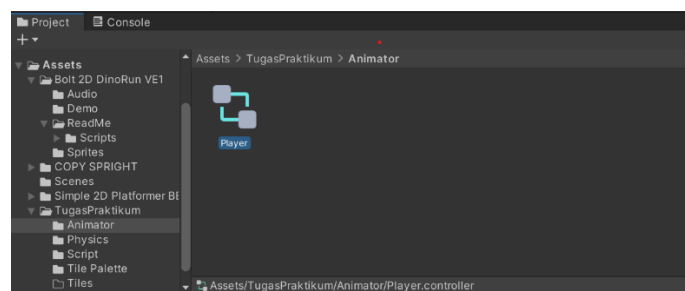 Project Console
Assets > TugasPraktikum > Animator
Assets
Bolt 2D DinoRun VE1
Audio
Demo
ReadMe
Scripts
Sprites
COPY SPRIGHT
Scenes
Simple 2D Platformer BE
TugasPraktikum
Animator
Physics
Script
Tile Palette
Tiles
Player
Assets/TugasPraktikum/Animator/Player.controller